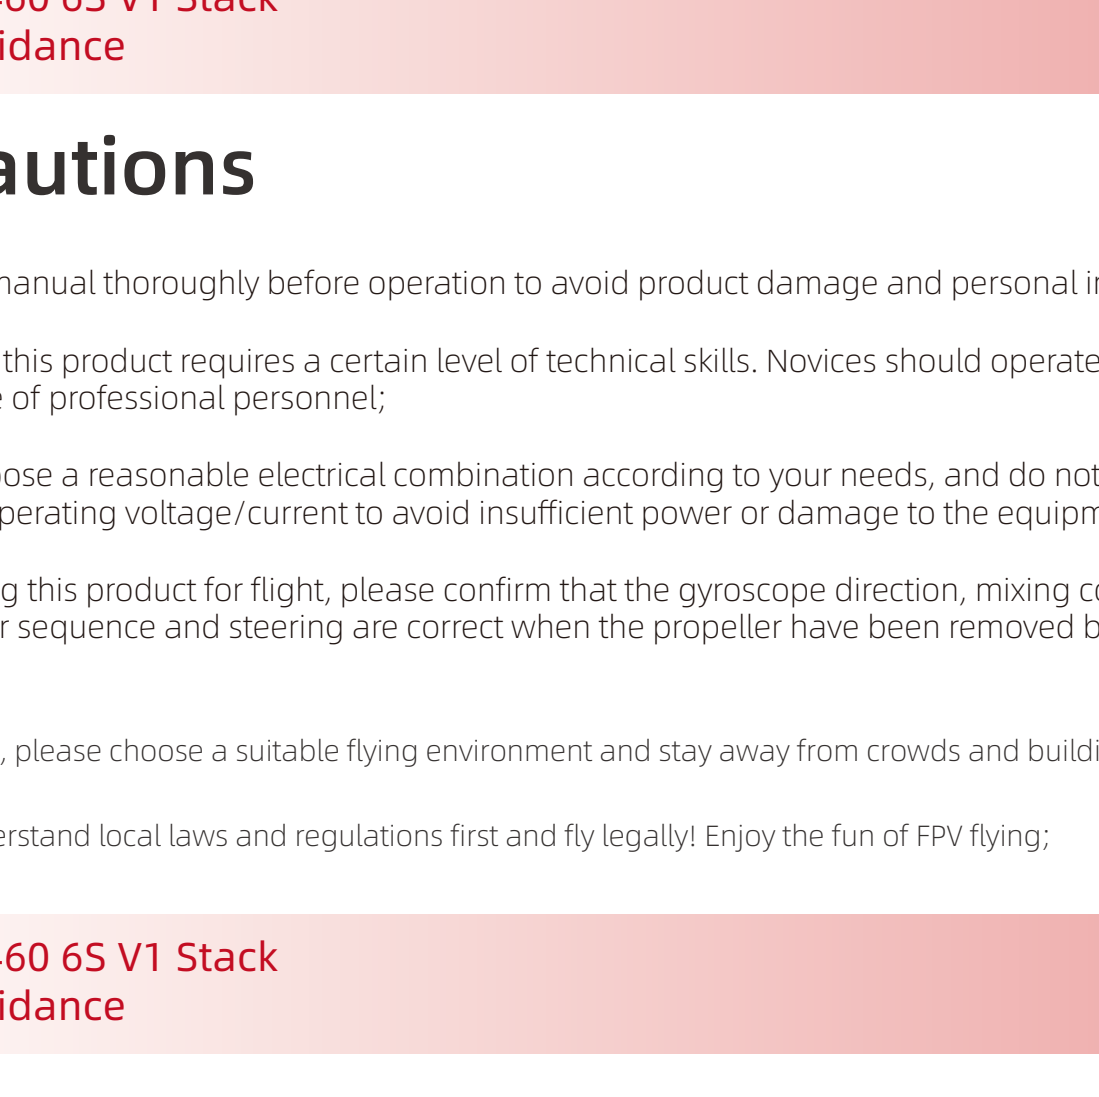 60 6S V1 Stack
idance
autions
manual thoroughly before operation to avoid product damage and personal
this product requires a certain level of technical skills. Novices should operate
of professional personnel;
ose a reasonable electrical combination according to your needs, and do not
perating voltage/current to avoid insufficient power or damage to the equipm
g this product for flight, please confirm that the gyroscope direction, mixing
r sequence and steering are correct when the propeller have been removed
, please choose a suitable flying environment and stay away from crowds and buildi
erstand local laws and regulations first and fly legally! Enjoy the fun of FPV flying;
60 6S V1 Stack
idance